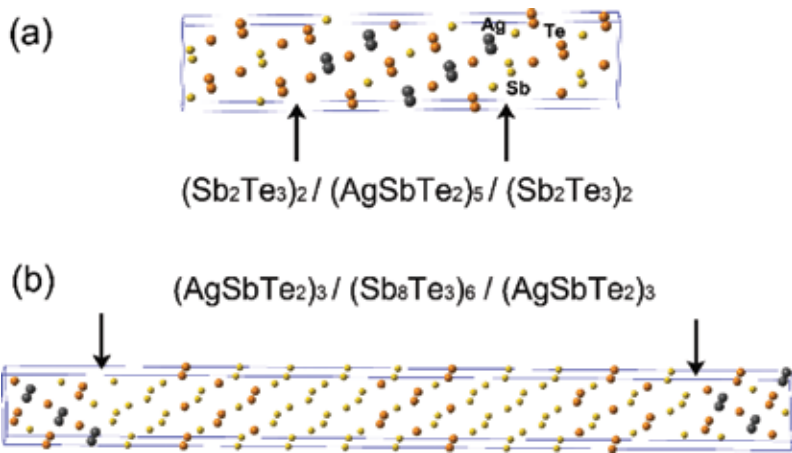 (a)
Ag
Te
Sb
(Sb₂Te₃)₂ / (AgSbTe₂)₅ / (Sb₂Te₃)₂
(b)
(AgSbTe₂)₃ / (Sb₈Te₃)₆ / (AgSbTe₂)₃